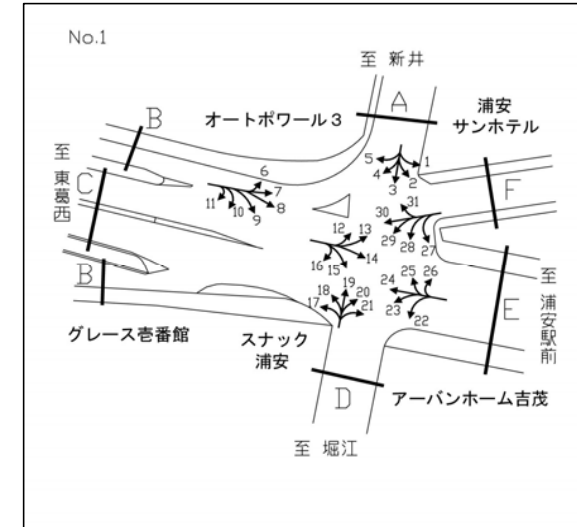 No.1
至 新井
A
浦安
サンホテル
オートポワール３
B
至
東葛西
C
B
F
E
至
浦安駅前
D
グレース壱番館
スナック
浦安
アーバンホーム吉茂
至 堀江
1
2
3
4
5
6
7
8
9
10
11
12
13
14
15
16
17
18
19
20
21
22
23
24
25
26
27
28
29
30
31